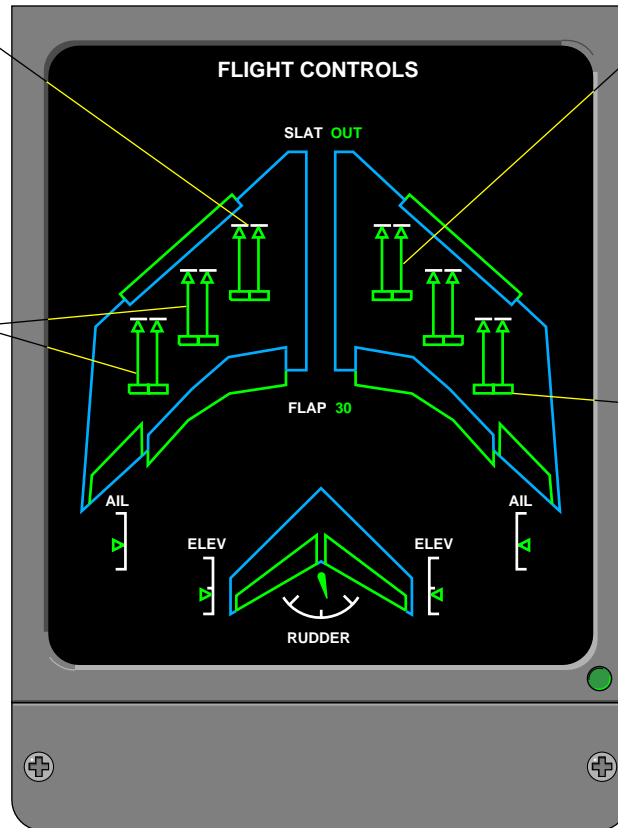 FLIGHT CONTROLS
SLAT OUT
FLAP 30
AIL AIL
ELEV ELEV
RUDDER